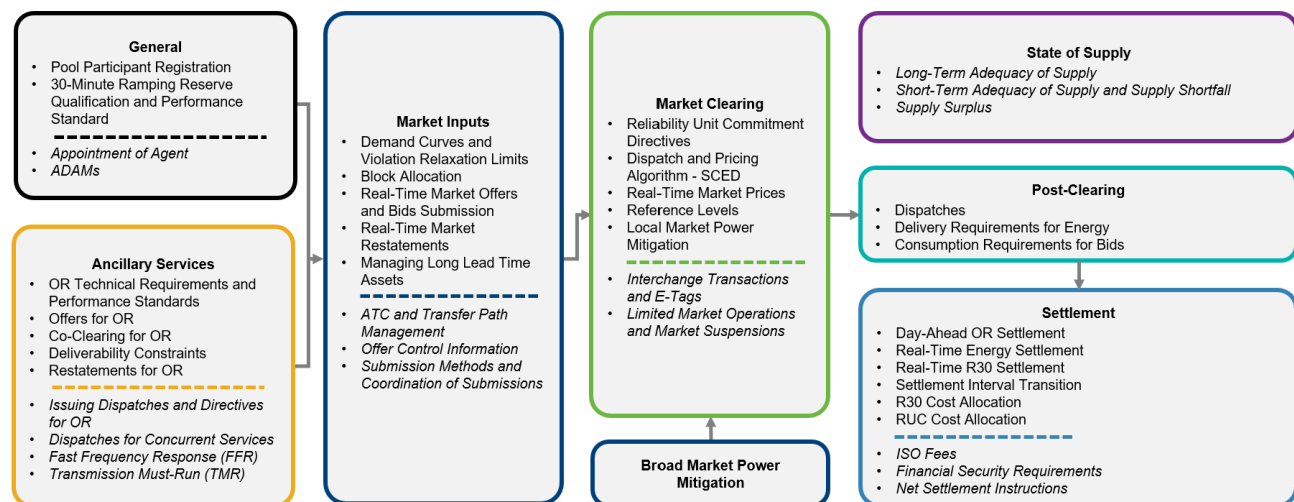 General
• Pool Participant Registration
• 30-Minute Ramping Reserve
Qualification and Performance
Standard
• Appointment of Agent
• ADAMs
Ancillary Services
• OR Technical Requirements and
Performance Standards
• Offers for OR
• Co-Clearing for OR
• Deliverability Constraints
• Restatements for OR
• Issuing Dispatches and Directives
for OR
• Dispatches for Concurrent Services
• Fast Frequency Response (FFR)
• Transmission Must-Run (TMR)
Market Inputs
• Demand Curves and
Violation Relaxation Limits
• Block Allocation
• Real-Time Market Offers
and Bids Submission
• Real-Time Market
Restatements
• Managing Long Lead Time
Assets
• ATC and Transfer Path
Management
• Offer Control Information
• Submission Methods and
Coordination of Submissions
Market Clearing
• Reliability Unit Commitment
Directives
• Dispatch and Pricing
Algorithm - SCED
• Real-Time Market Prices
• Reference Levels
• Local Market Power
Mitigation
• Interchange Transactions
and E-Tags
• Limited Market Operations
and Market Suspensions
Broad Market Power
Mitigation
State of Supply
• Long-Term Adequacy of Supply
• Short-Term Adequacy of Supply and Supply Shortfall
• Supply Surplus
Post-Clearing
• Dispatches
• Delivery Requirements for Energy
• Consumption Requirements for Bids
Settlement
• Day-Ahead OR Settlement
• Real-Time Energy Settlement
• Real-Time R30 Settlement
• Settlement Interval Transition
• R30 Cost Allocation
• RUC Cost Allocation
• ISO Fees
• Financial Security Requirements
• Net Settlement Instructions